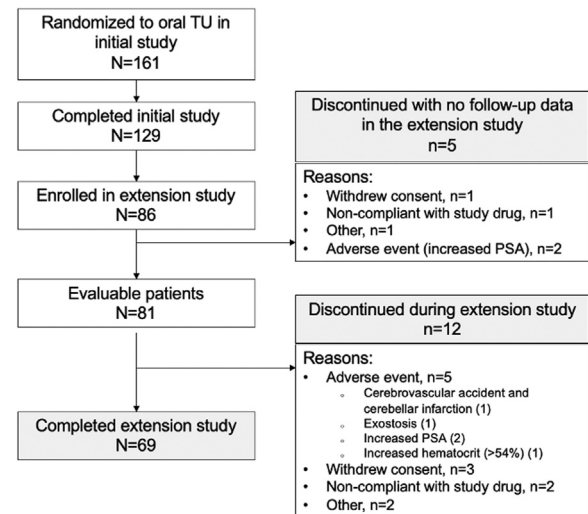 Randomized to oral TU in
initial study
N=161
Completed initial study
N=129
Discontinued with no follow-up data
in the extension study
n=5
Enrolled in extension study
N=86
Reasons:
• Withdrew consent, n=1
• Non-compliant with study drug, n=1
• Other, n=1
• Adverse event (increased PSA), n=2
Evaluable patients
N=81
Discontinued during extension study
n=12
Reasons:
• Adverse event, n=5
◦ Cerebrovascular accident and
cerebellar infarction (1)
◦ Exostosis (1)
◦ Increased PSA (2)
◦ Increased hematocrit (>54%) (1)
• Withdrew consent, n=3
• Non-compliant with study drug, n=2
• Other, n=2
Completed extension study
N=69